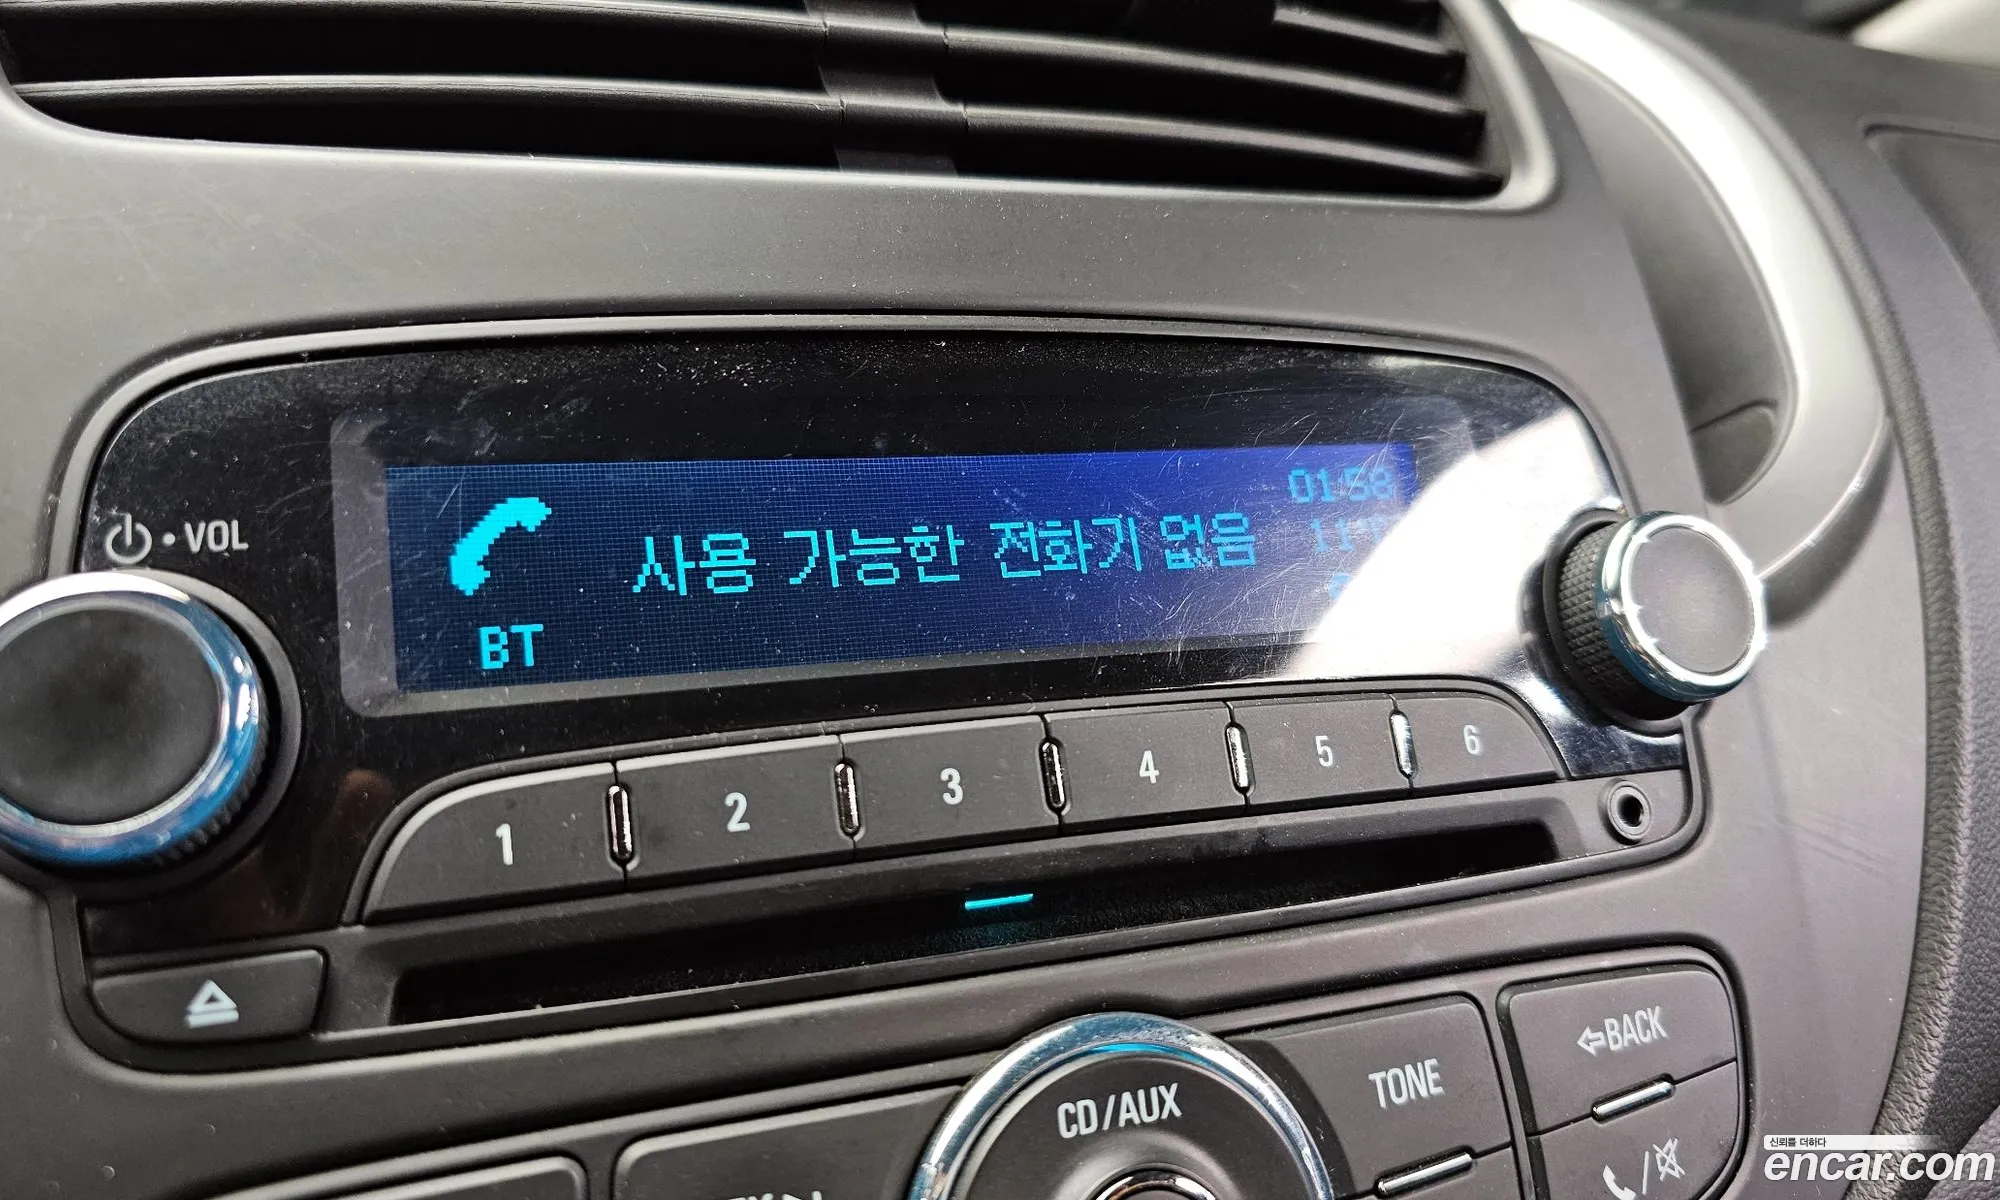 VOL
01:58
사용 가능한 전화기 없음
BT
1
2
3
4
5
6
CD/AUX
TONE
BACK
신뢰를 더하다
encar.com